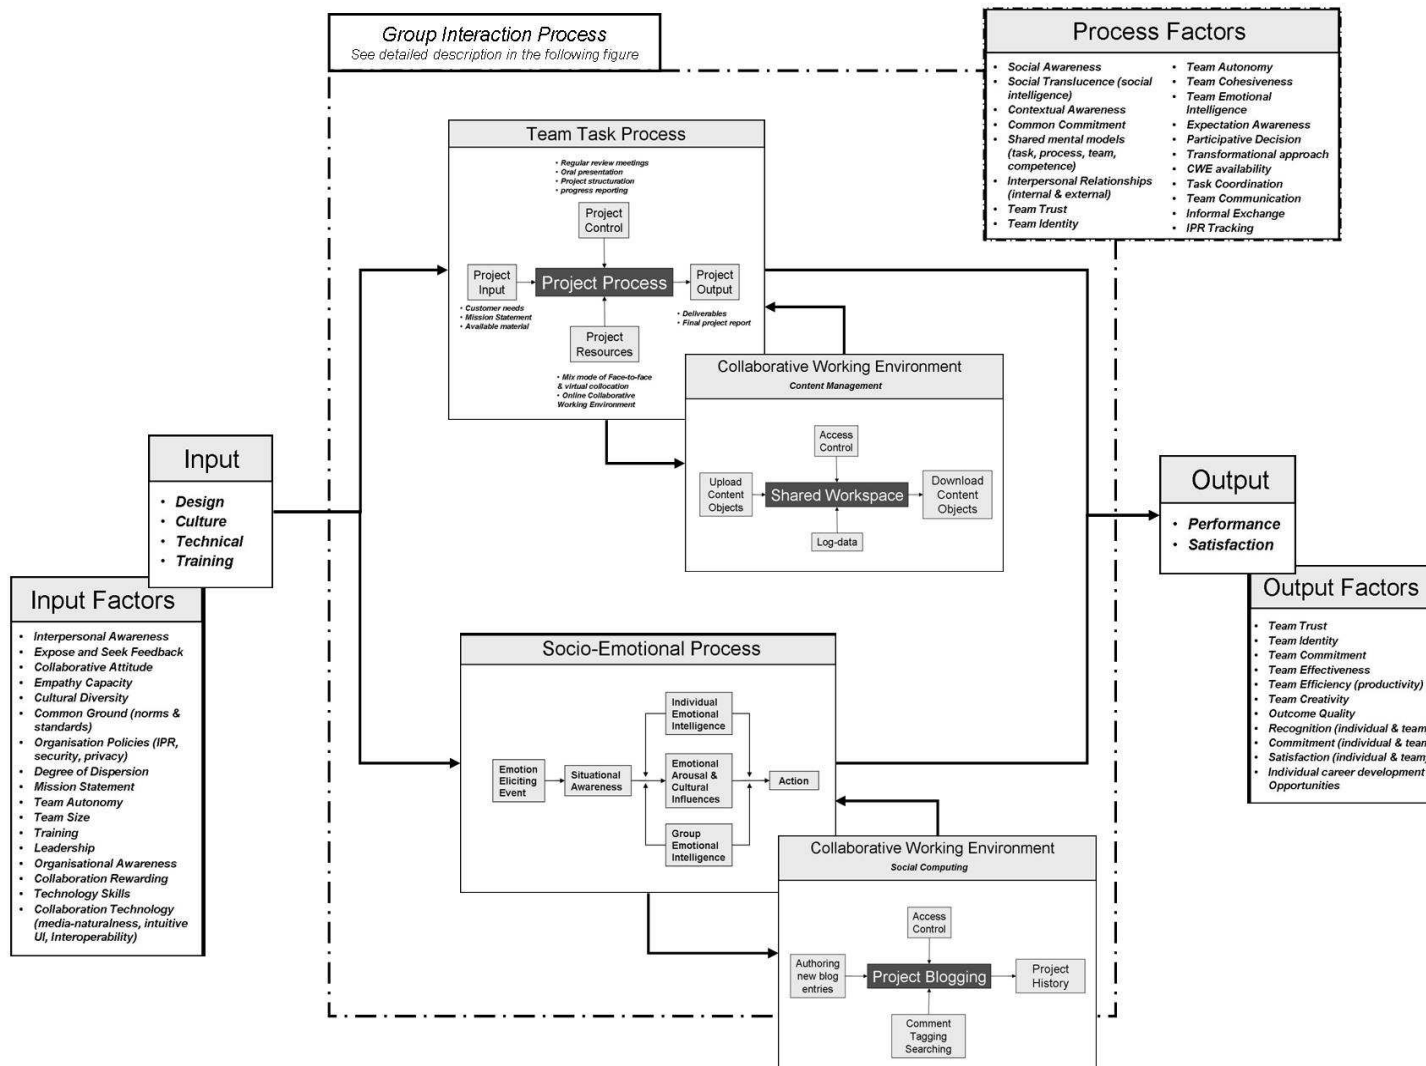 Group Interaction Process
See detailed description in the following figure
Process Factors
• Social Awareness
• Social Translucence (social
intelligence)
• Contextual Awareness
• Common Commitment
• Shared mental models
(task, process, team,
competence)
• Interpersonal Relationships
(internal & external)
• Team Trust
• Team Identity
• Team Autonomy
• Team Cohesiveness
• Team Emotional
Intelligence
• Expectation Awareness
• Participative Decision
• Transformational approach
• CWE availability
• Task Coordination
• Team Communication
• Informal Exchange
• IPR Tracking
Team Task Process
• Regular review meetings
• Oral presentation
• Project structuration
• progress reporting
Project
Control
Project
Input
Project Process
Project
Output
• Customer needs
• Mission Statement
• Available material
• Deliverables
• Final project report
Project
Resources
• Mix mode of Face-to-face
& virtual collocation
• Online Collaborative
Working Environment
Collaborative Working Environment
Content Management
Access
Control
Upload
Content
Objects
Shared Workspace
Download
Content
Objects
Log-data
Input
• Design
• Culture
• Technical
• Training
Input Factors
• Interpersonal Awareness
• Expose and Seek Feedback
• Collaborative Attitude
• Empathy Capacity
• Cultural Diversity
• Common Ground (norms &
standards)
• Organisation Policies (IPR,
security, privacy)
• Degree of Dispersion
• Mission Statement
• Team Autonomy
• Team Size
• Training
• Leadership
• Organisational Awareness
• Collaboration Rewarding
• Technology Skills
• Collaboration Technology
(media-naturalness, intuitive
UI, Interoperability)
Output
• Performance
• Satisfaction
Output Factors
• Team Trust
• Team Identity
• Team Commitment
• Team Effectiveness
• Team Efficiency (productivity)
• Team Creativity
• Outcome Quality
• Recognition (individual & team
• Commitment (individual & team
• Satisfaction (individual & team
• Individual career development
Opportunities
Socio-Emotional Process
Individual
Emotional
Intelligence
Emotion
Eliciting
Event
Situational
Awareness
Emotional
Arousal &
Cultural
Influences
Action
Group
Emotional
Intelligence
Collaborative Working Environment
Social Computing
Access
Control
Authoring
new blog
entries
Project Blogging
Project
History
Comment
Tagging
Searching